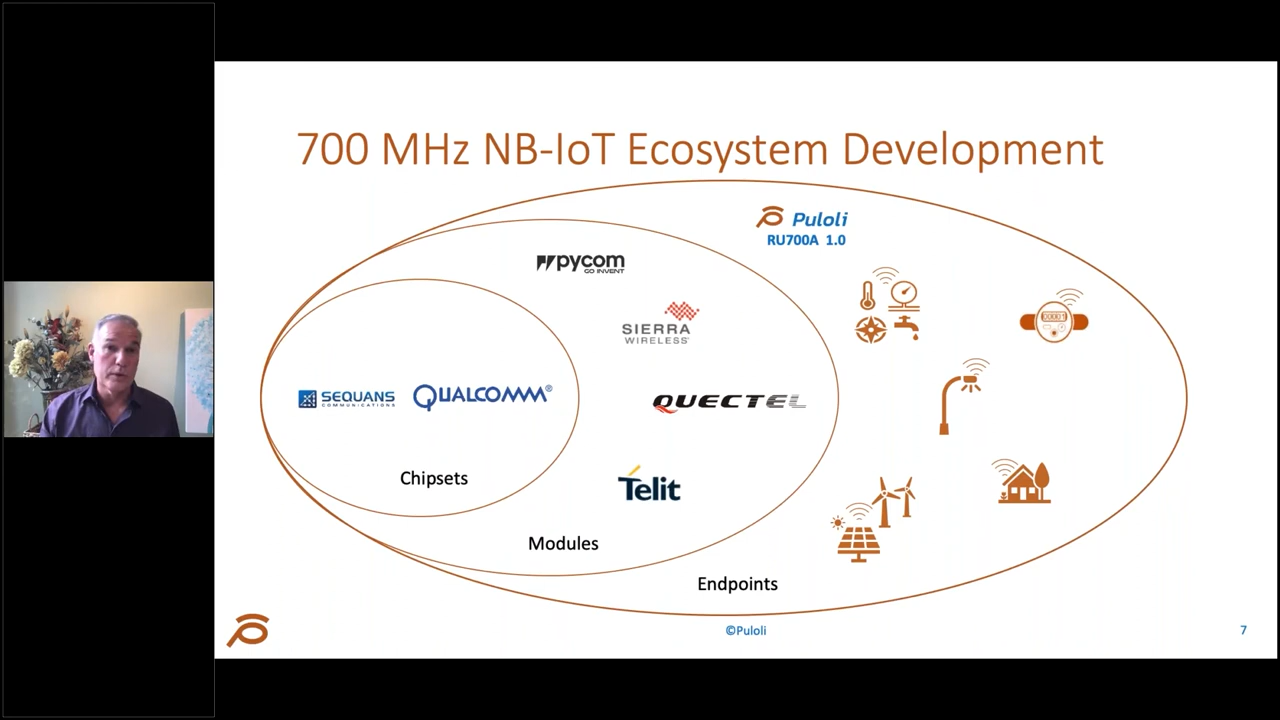 700 MHz NB-IoT Ecosystem Development
Puloli
RU700A 1.0
pycom
GO INVENT
SIERRA
WIRELESS
SEQUANS
COMMUNICATIONS
QUALCOMM®
QUECTEL
Telit
Chipsets
Modules
Endpoints
©Puloli
7